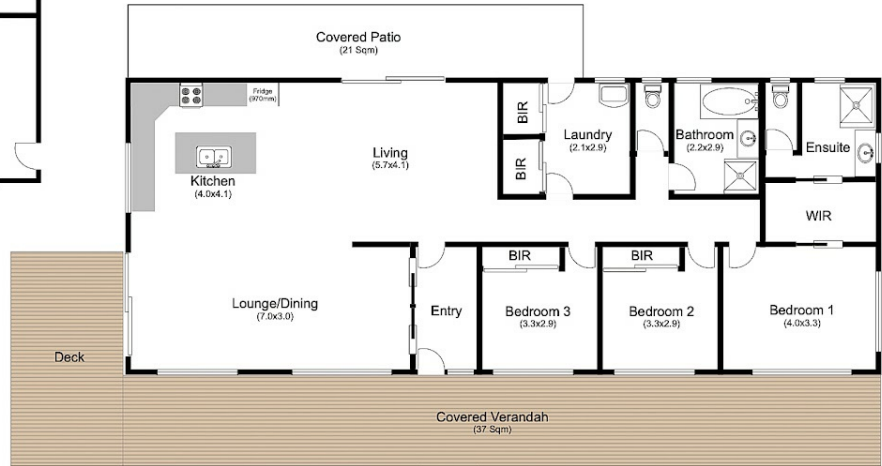 Covered Patio
(21 Sqm)
Fridge
(970mm)
BIR
Laundry
(2.1x2.9)
Bathroom
(2.2x2.9)
Ensuite
Living
(5.7x4.1)
BIR
Kitchen
(4.0x4.1)
WIR
BIR
BIR
Lounge/Dining
(7.0x3.0)
Entry
Bedroom 3
(3.3x2.9)
Bedroom 2
(3.3x2.9)
Bedroom 1
(4.0x3.3)
Deck
Covered Verandah
(37 Sqm)